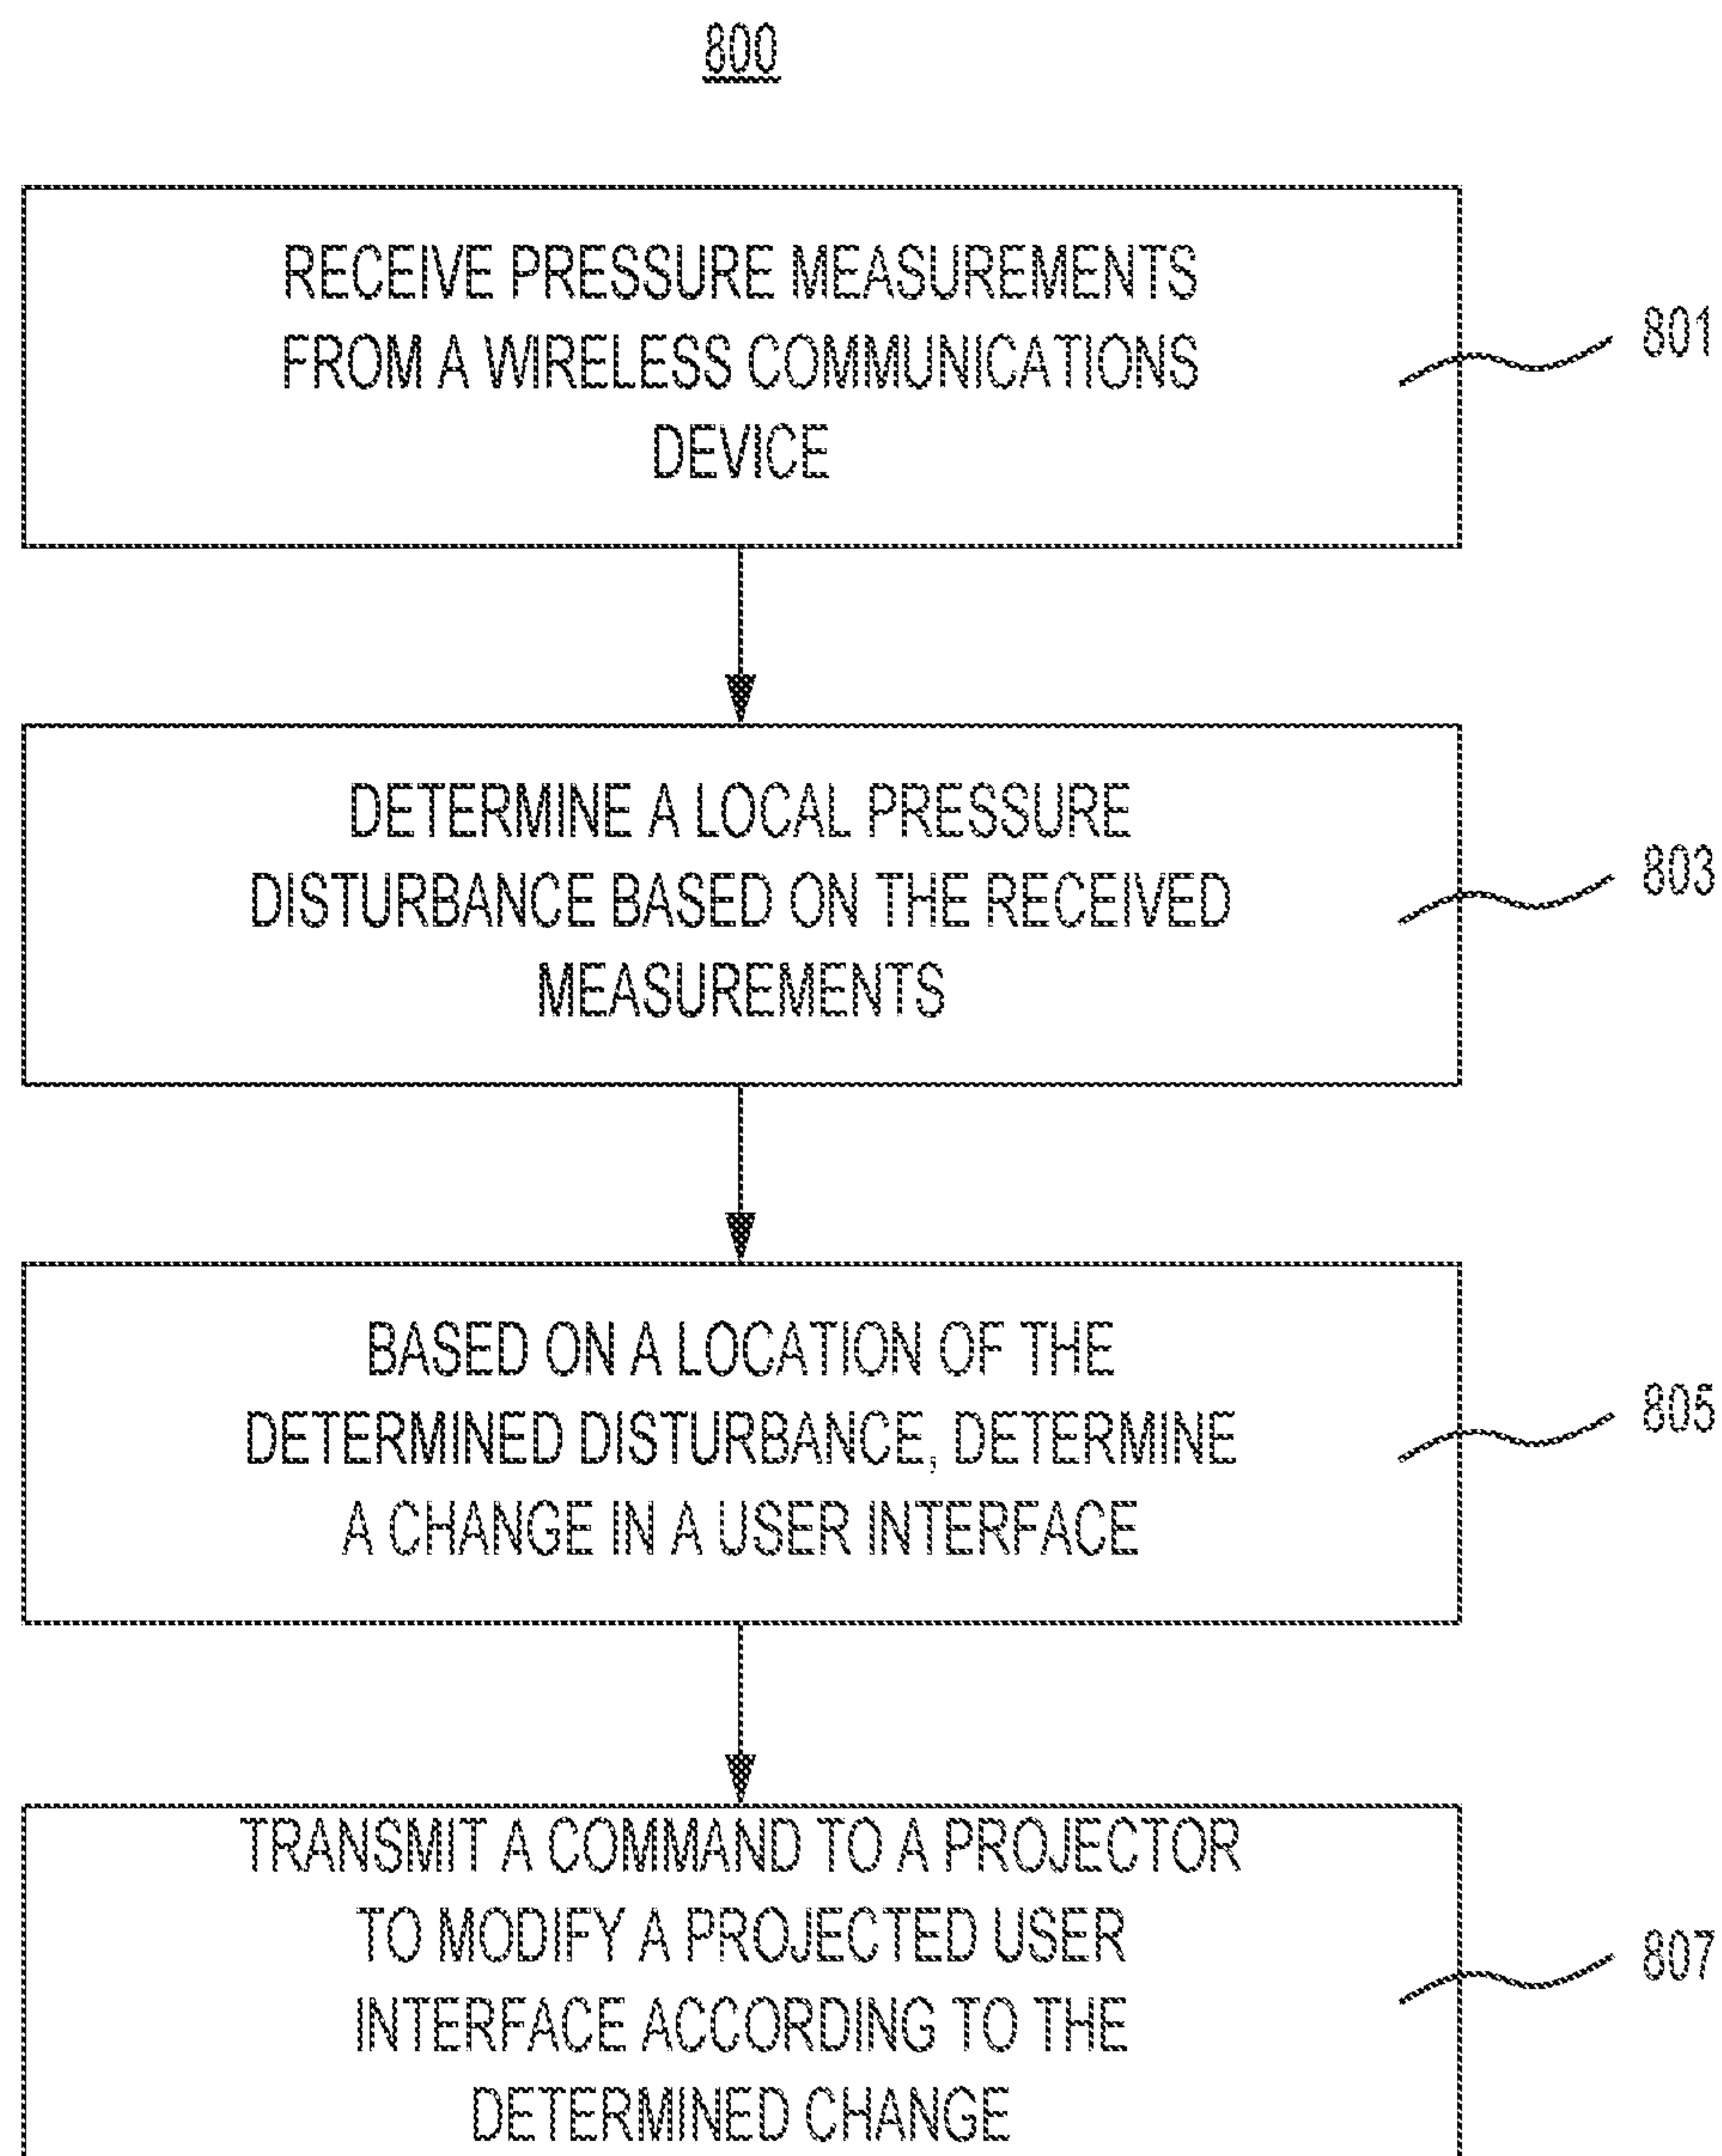 800
RECEIVE PRESSURE MEASUREMENTS
FROM A WIRELESS COMMUNICATIONS
DEVICE
801
DETERMINE A LOCAL PRESSURE
DISTURBANCE BASED ON THE RECEIVED
MEASUREMENTS
803
BASED ON A LOCATION OF THE
DETERMINED DISTURBANCE, DETERMINE
A CHANGE IN A USER INTERFACE
805
TRANSMIT A COMMAND TO A PROJECTOR
TO MODIFY A PROJECTED USER
INTERFACE ACCORDING TO THE
DETERMINED CHANGE
807